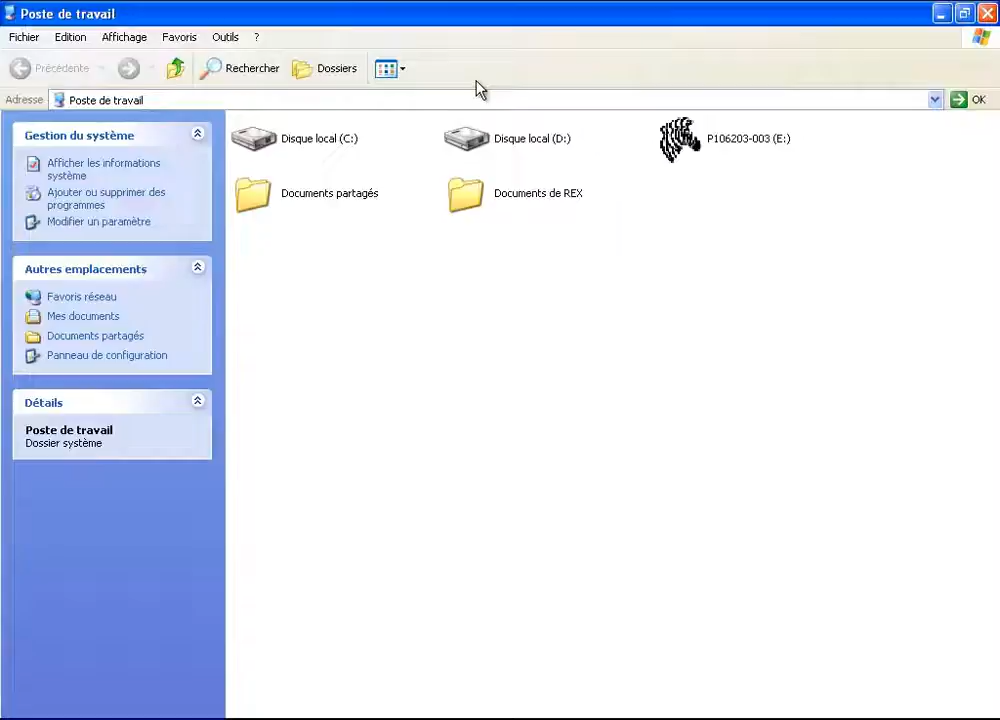 Poste de travail
Fichier Edition Affichage Favoris Outils ?
Précédente Rechercher Dossiers
Adresse Poste de travail OK
Gestion du système
Afficher les informations
système
Ajouter ou supprimer des
programmes
Modifier un paramètre
Autres emplacements
Favoris réseau
Mes documents
Documents partagés
Panneau de configuration
Détails
Poste de travail
Dossier système
Disque local (C:) Disque local (D:) P106203-003 (E:)
Documents partagés Documents de REX